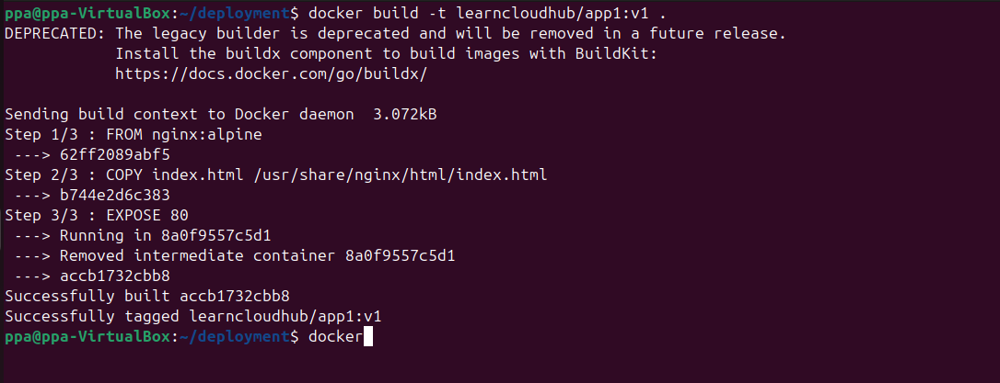 ppa@ppa-VirtualBox:~/deployment$ docker build -t learncloudhub/app1:v1 .
DEPRECATED: The legacy builder is deprecated and will be removed in a future release.
            Install the buildx component to build images with BuildKit:
            https://docs.docker.com/go/buildx/

Sending build context to Docker daemon  3.072kB
Step 1/3 : FROM nginx:alpine
 ---> 62ff2089abf5
Step 2/3 : COPY index.html /usr/share/nginx/html/index.html
 ---> b744e2d6c383
Step 3/3 : EXPOSE 80
 ---> Running in 8a0f9557c5d1
 ---> Removed intermediate container 8a0f9557c5d1
 ---> accb1732cbb8
Successfully built accb1732cbb8
Successfully tagged learncloudhub/app1:v1
ppa@ppa-VirtualBox:~/deployment$ docker